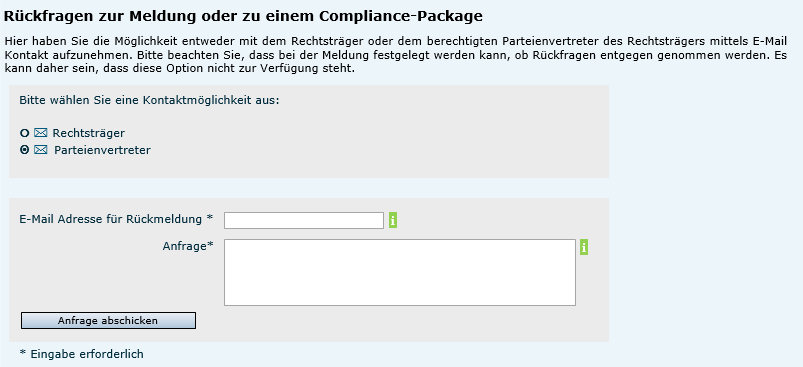 Rückfragen zur Meldung oder zu einem Compliance-Package
Hier haben Sie die Möglichkeit entweder mit dem Rechtsträger oder dem berechtigten Parteienvertreter des Rechtsträgers mittels E-Mail
Kontakt aufzunehmen. Bitte beachten Sie, dass bei der Meldung festgelegt werden kann, ob Rückfragen entgegen genommen werden. Es
kann daher sein, dass diese Option nicht zur Verfügung steht.
Bitte wählen Sie eine Kontaktmöglichkeit aus:
Rechtsträger
Parteienvertreter
E-Mail Adresse für Rückmeldung * i
Anfrage* i
Anfrage abschicken
* Eingabe erforderlich